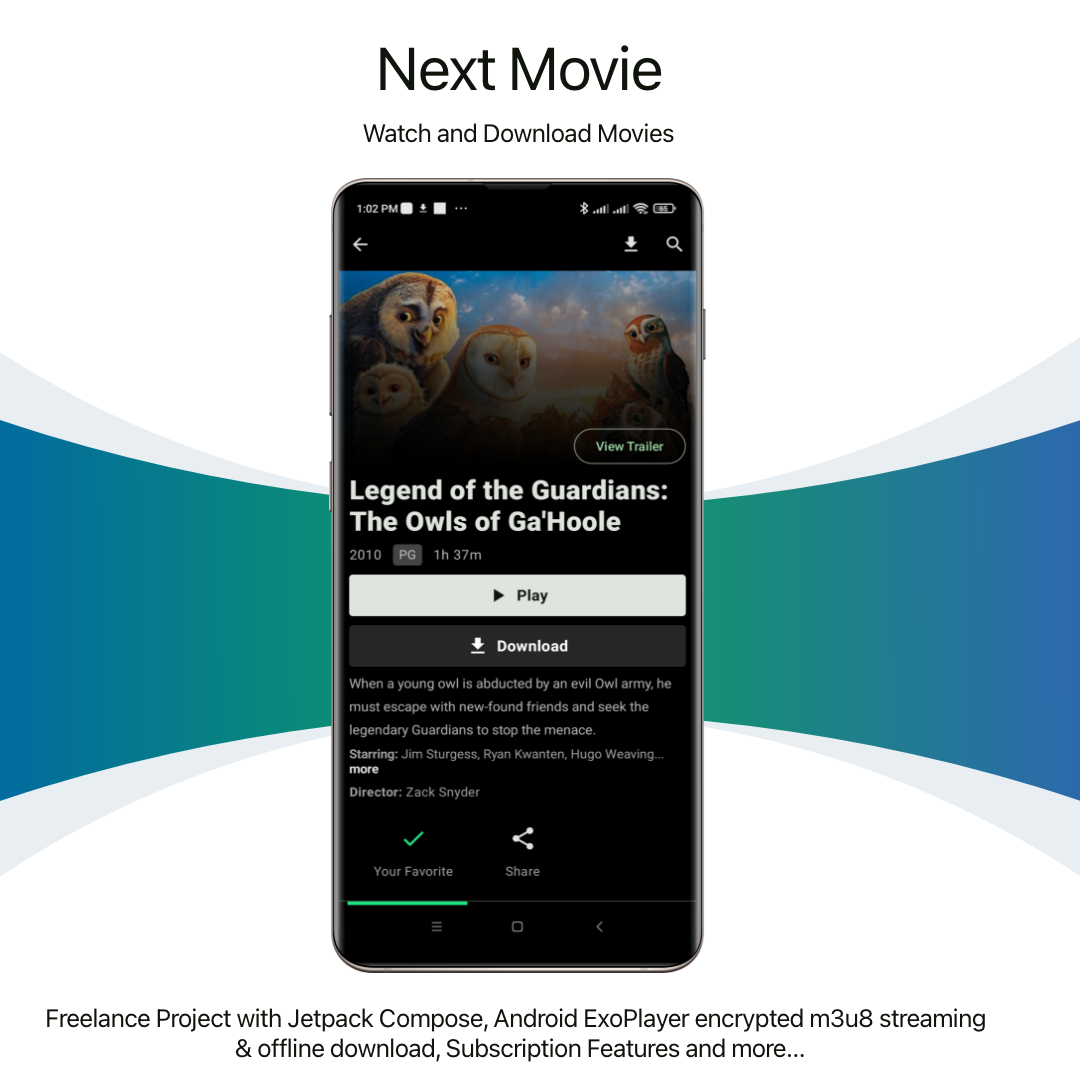 Next Movie
Watch and Download Movies
1:02 PM ... 65
View Trailer
Legend of the Guardians:
The Owls of Ga'Hoole
2010 PG 1h 37m
Play
Download
When a young owl is abducted by an evil Owl army, he
must escape with new-found friends and seek the
legendary Guardians to stop the menace.
Starring: Jim Sturgess, Ryan Kwanten, Hugo Weaving...
more
Director: Zack Snyder
Your Favorite Share
Freelance Project with Jetpack Compose, Android ExoPlayer encrypted m3u8 streaming
& offline download, Subscription Features and more...